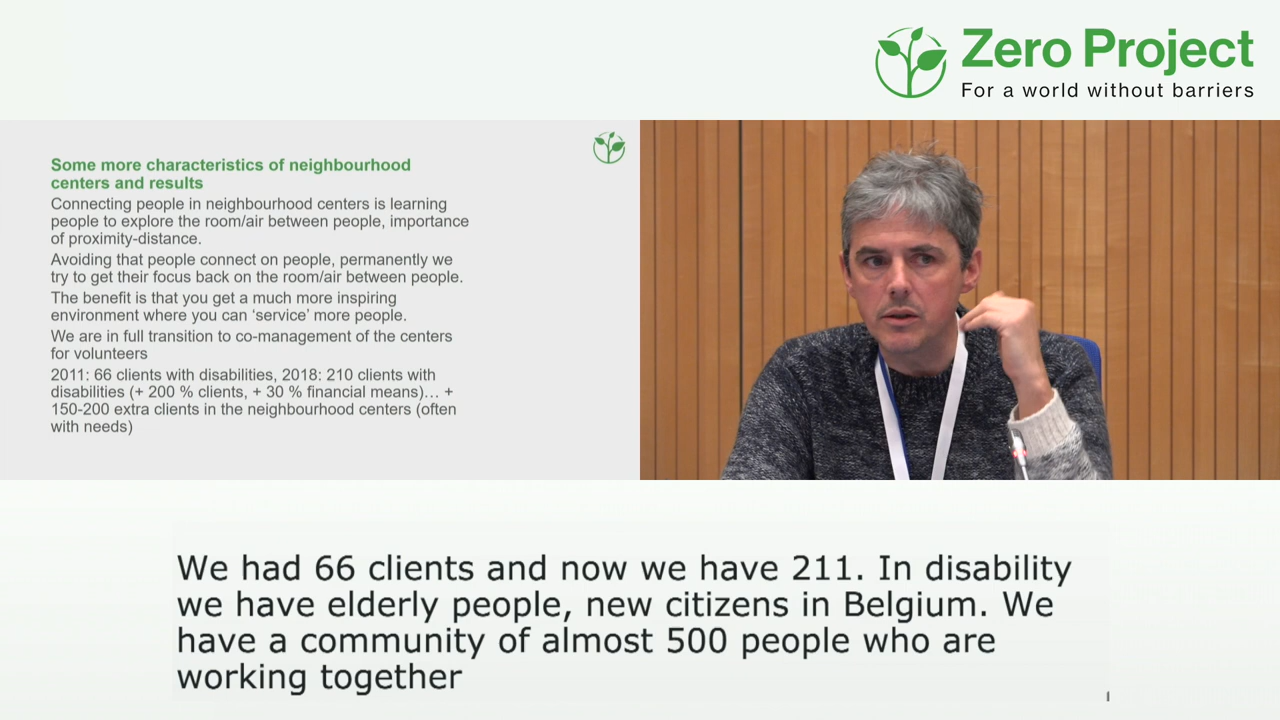 Zero Project
For a world without barriers
Some more characteristics of neighbourhood
centers and results
Connecting people in neighbourhood centers is learning
people to explore the room/air between people, importance
of proximity-distance.
Avoiding that people connect on people, permanently we
try to get their focus back on the room/air between people.
The benefit is that you get a much more inspiring
environment where you can ‘service’ more people.
We are in full transition to co-management of the centers
for volunteers
2011: 66 clients with disabilities, 2018: 210 clients with
disabilities (+ 200 % clients, + 30 % financial means)… +
150-200 extra clients in the neighbourhood centers (often
with needs)
We had 66 clients and now we have 211. In disability
we have elderly people, new citizens in Belgium. We
have a community of almost 500 people who are
working together